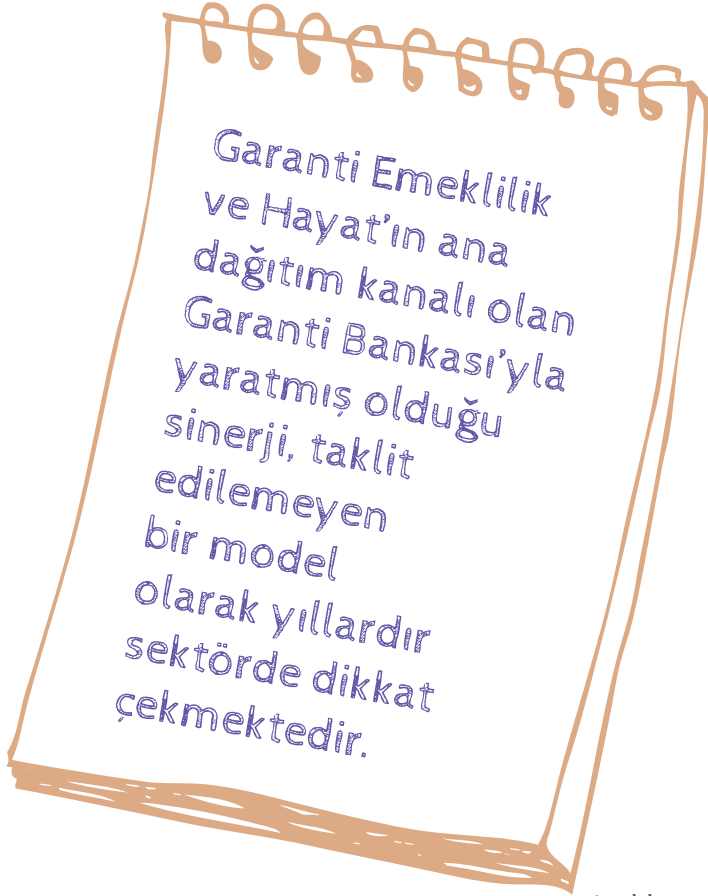 Garanti Emeklilik
ve Hayat’ın ana
dağıtım kanalı olan
Garanti Bankası’yla
yaratmış olduğu
sinerji, taklit
edilemeyen
bir model
olarak yıllardır
sektörde dikkat
çekmektedir.